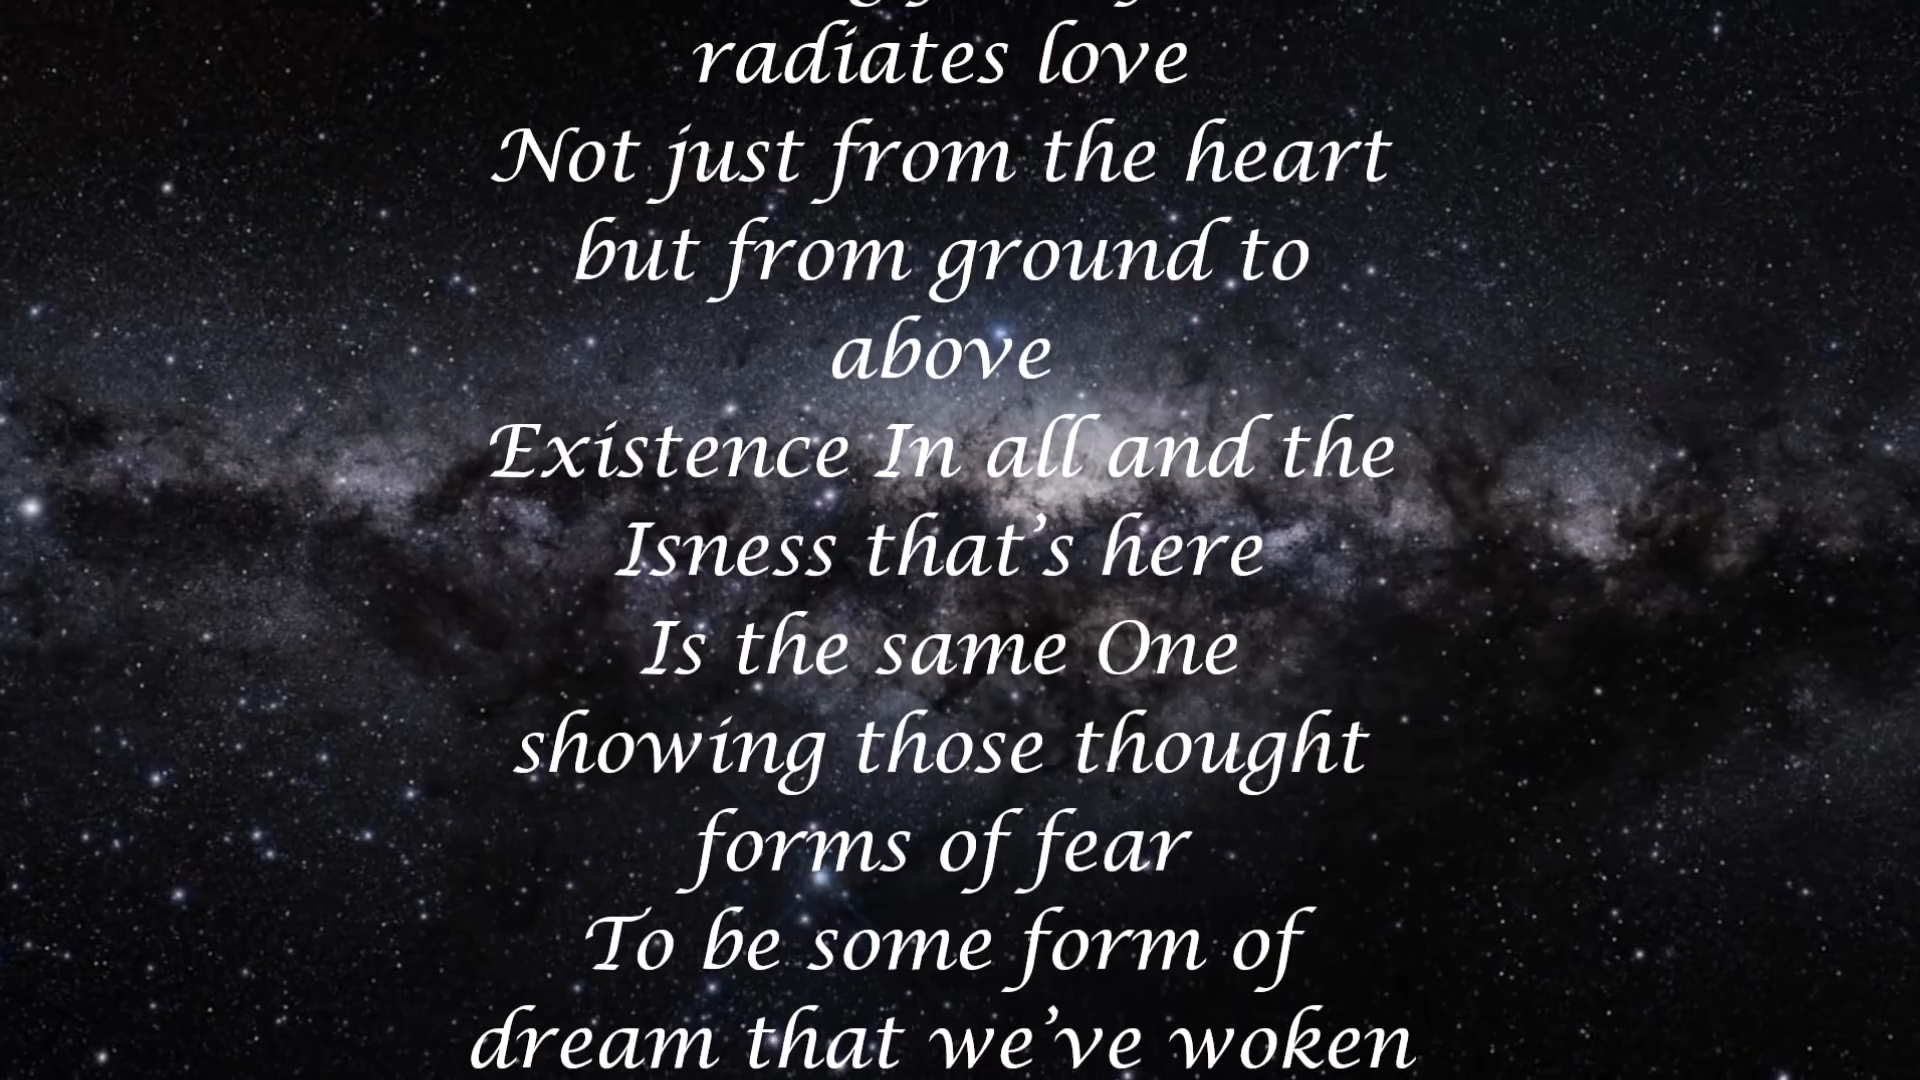 radiates love
Not just from the heart
but from ground to
above
Existence In all and the
Isness that's here
Is the same One
showing those thought
forms of fear
To be some form of
dream that we've woken